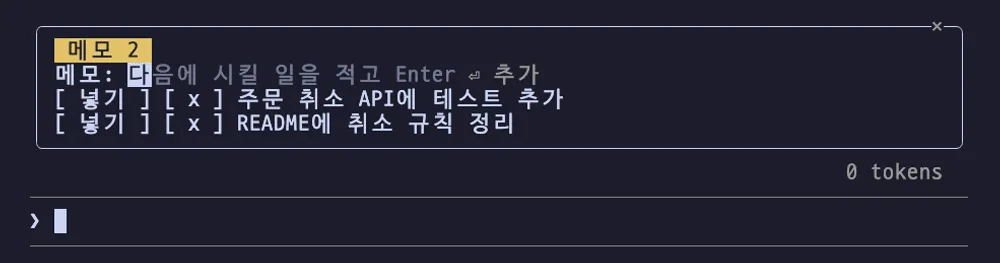 ×
메모 2
메모: 다음에 시킬 일을 적고 Enter ⏎ 추가
[ 넣기 ] [ x ] 주문 취소 API에 테스트 추가
[ 넣기 ] [ x ] README에 취소 규칙 정리
0 tokens
❯